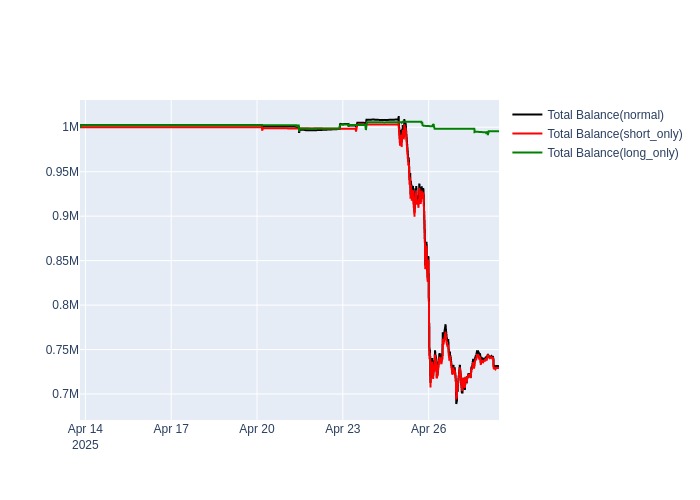 Total Balance(normal)
Total Balance(short_only)
Total Balance(long_only)
1M
0.95M
0.9M
0.85M
0.8M
0.75M
0.7M
Apr 14
2025
Apr 17
Apr 20
Apr 23
Apr 26